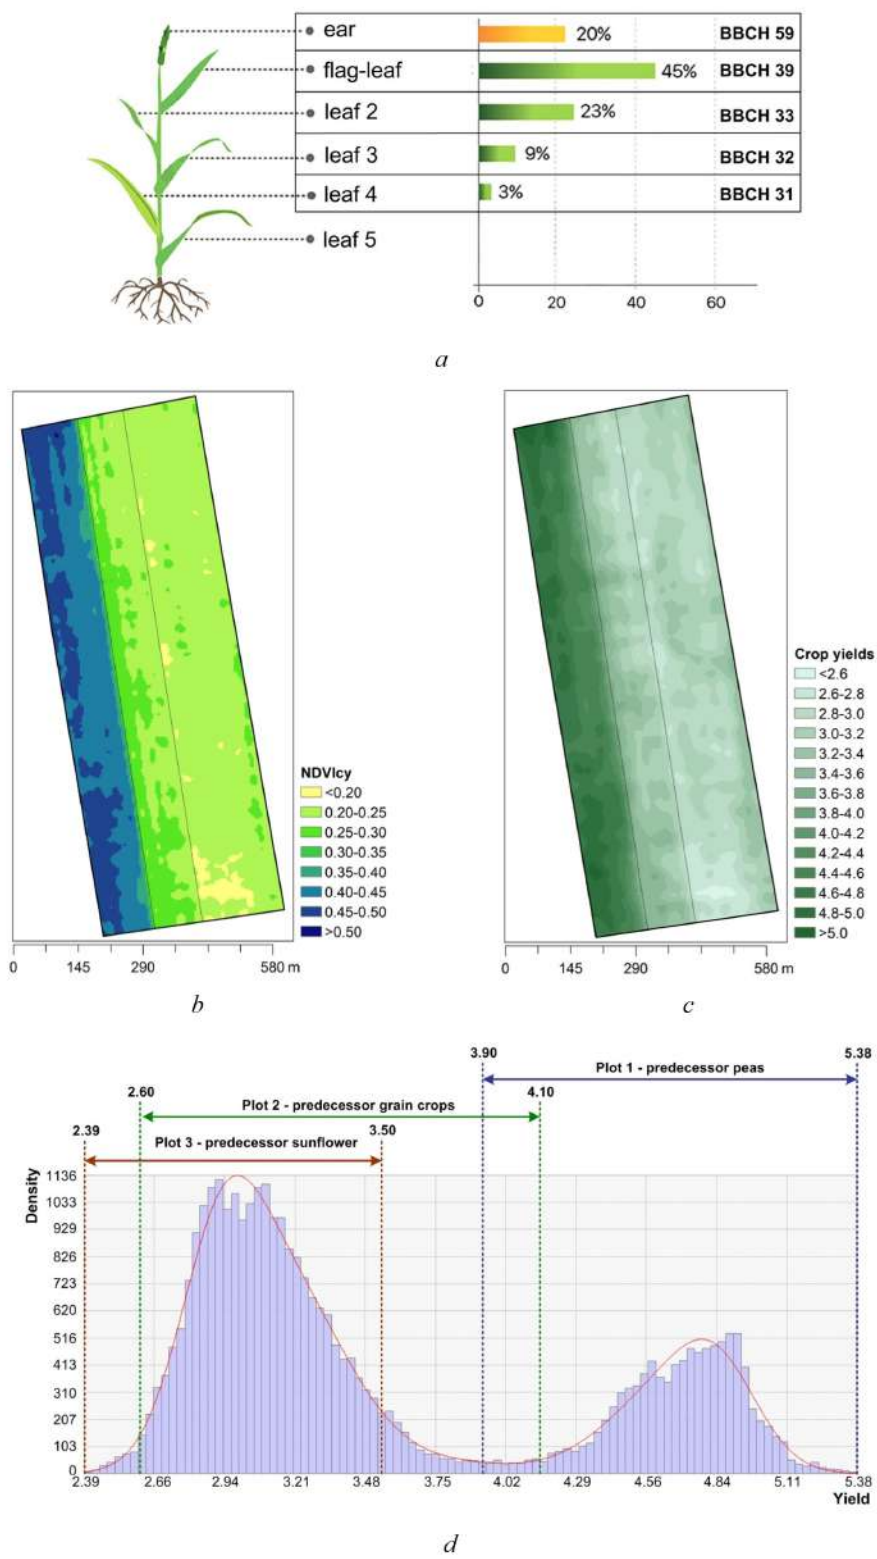 ear 20% BBCH 59
flag-leaf 45% BBCH 39
leaf 2 23% BBCH 33
leaf 3 9% BBCH 32
leaf 4 3% BBCH 31
leaf 5
0 20 40 60
a
NDVIcy
<0.20
0.20-0.25
0.25-0.30
0.30-0.35
0.35-0.40
0.40-0.45
0.45-0.50
>0.50
0 145 290 580 m
b
Crop yields
<2.6
2.6-2.8
2.8-3.0
3.0-3.2
3.2-3.4
3.4-3.6
3.6-3.8
3.8-4.0
4.0-4.2
4.2-4.4
4.4-4.6
4.6-4.8
4.8-5.0
>5.0
0 145 290 580 m
c
3.90 5.38
Plot 1 - predecessor peas
2.60 4.10
Plot 2 - predecessor grain crops
2.39 3.50
Plot 3 - predecessor sunflower
Density
1136
1033
929
826
723
620
516
413
310
207
103
0
2.39 2.66 2.94 3.21 3.48 3.75 4.02 4.29 4.56 4.84 5.11 5.38
Yield
d